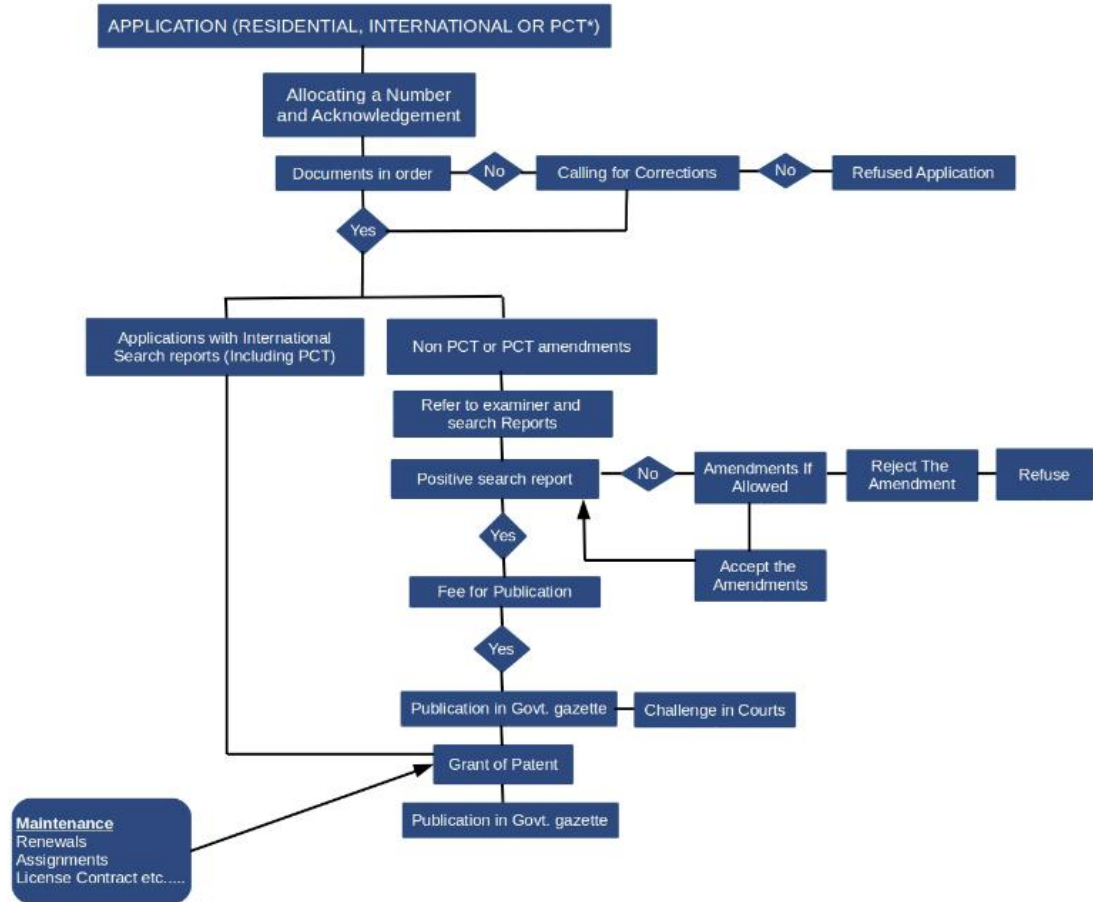 APPLICATION (RESIDENTIAL, INTERNATIONAL OR PCT*)
Allocating a Number
and Acknowledgement
Documents in order
No
Calling for Corrections
No
Refused Application
Yes
Applications with International
Search reports (Including PCT)
Non PCT or PCT amendments
Refer to examiner and
search Reports
Positive search report
No
Amendments If
Allowed
Reject The
Amendment
Refuse
Yes
Accept the
Amendments
Fee for Publication
Yes
Publication in Govt. gazette
Challenge in Courts
Grant of Patent
Publication in Govt. gazette
Maintenance
Renewals
Assignments
License Contract etc.....